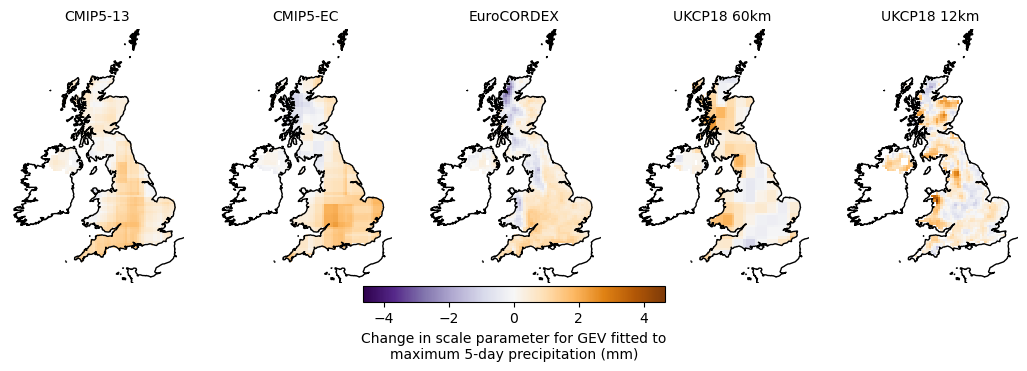 CMIP5-13 CMIP5-EC EuroCORDEX UKCP18 60km UKCP18 12km
−4 −2 0 2 4
Change in scale parameter for GEV fitted to
maximum 5-day precipitation (mm)